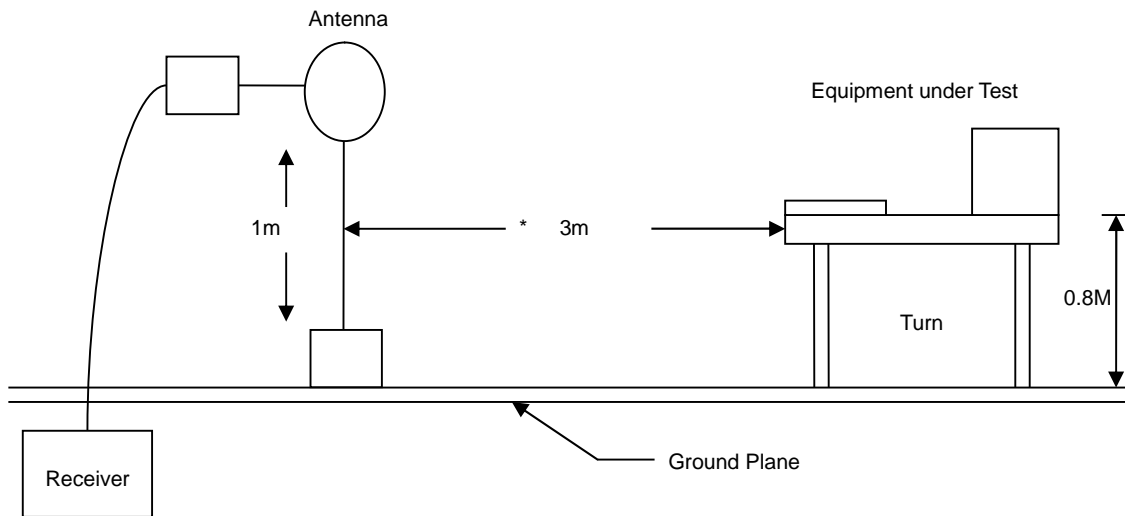 Antenna
Equipment under Test
1m
* 3m
0.8M
Turn
Ground Plane
Receiver